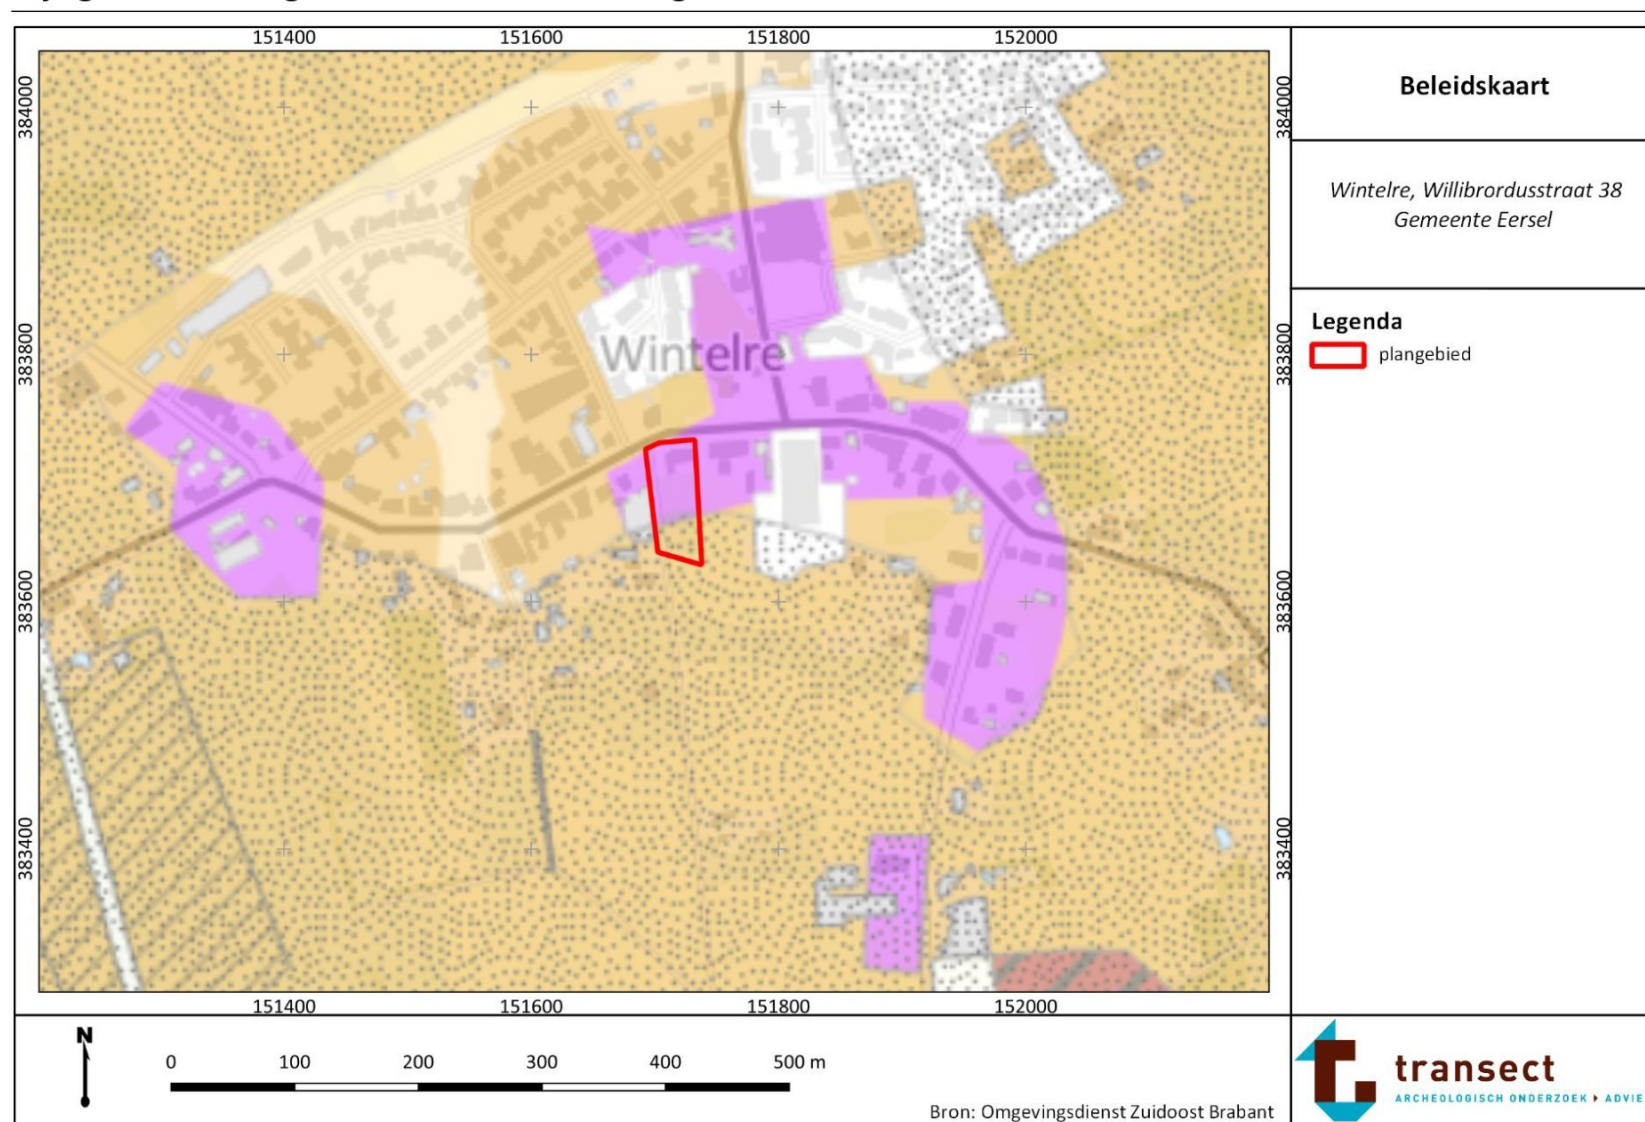 151400 151600 151800 152000
384000
384000
383800
383800
383600
383600
383400
383400
Wintelre
151400 151600 151800 152000
Beleidskaart
Wintelre, Willibrordusstraat 38
Gemeente Eersel
Legenda
plangebied
N
0 100 200 300 400 500 m
Bron: Omgevingsdienst Zuidoost Brabant
transect
ARCHEOLOGISCH ONDERZOEK ADVIE